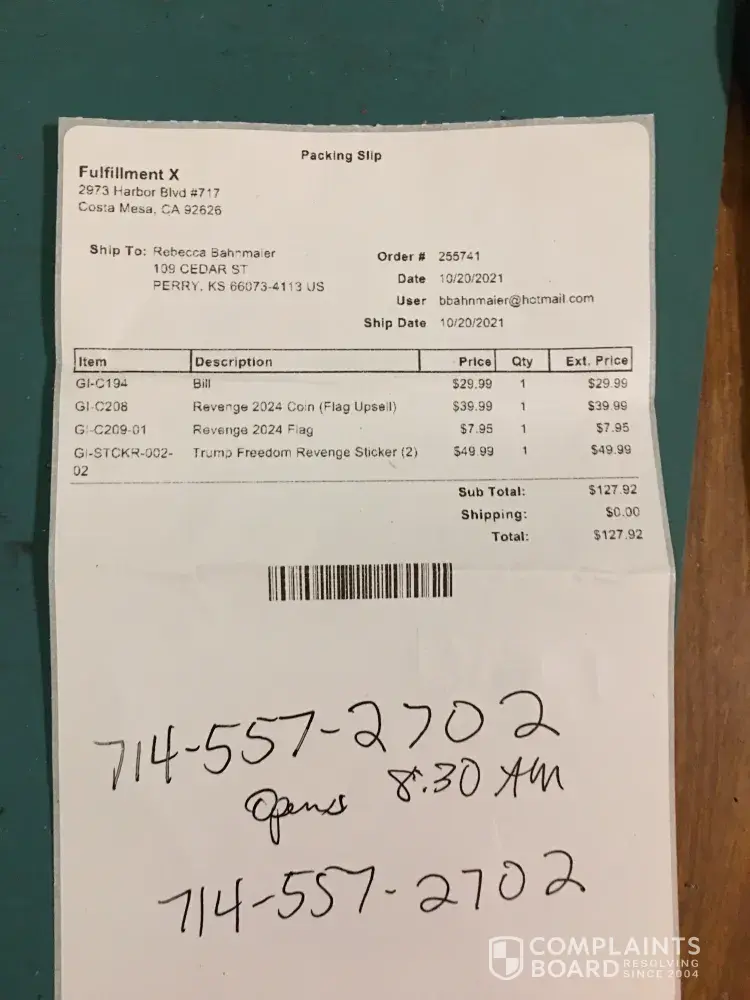 Packing Slip
Fulfillment X
2973 Harbor Blvd #717
Costa Mesa, CA 92626
Ship To: Rebecca Bahnmaier
109 CEDAR ST
PERRY, KS 66073-4113 US
Order # 255741
Date 10/20/2021
User bbahnmaier@hotmail.com
Ship Date 10/20/2021
Item Description Price Qty Ext. Price
GI-C194 Bill $29.99 1 $29.99
GI-C208 Revenge 2024 Coin (Flag Upsell) $39.99 1 $39.99
GI-C209-01 Revenge 2024 Flag $7.95 1 $7.95
GI-STCKR-002- Trump Freedom Revenge Sticker (2) $49.99 1 $49.99
02
Sub Total: $127.92
Shipping: $0.00
Total: $127.92
714-557-2702
Opens 8:30 AM
714-557-2702
COMPLAINTS
BOARD RESOLVING
SINCE 2004